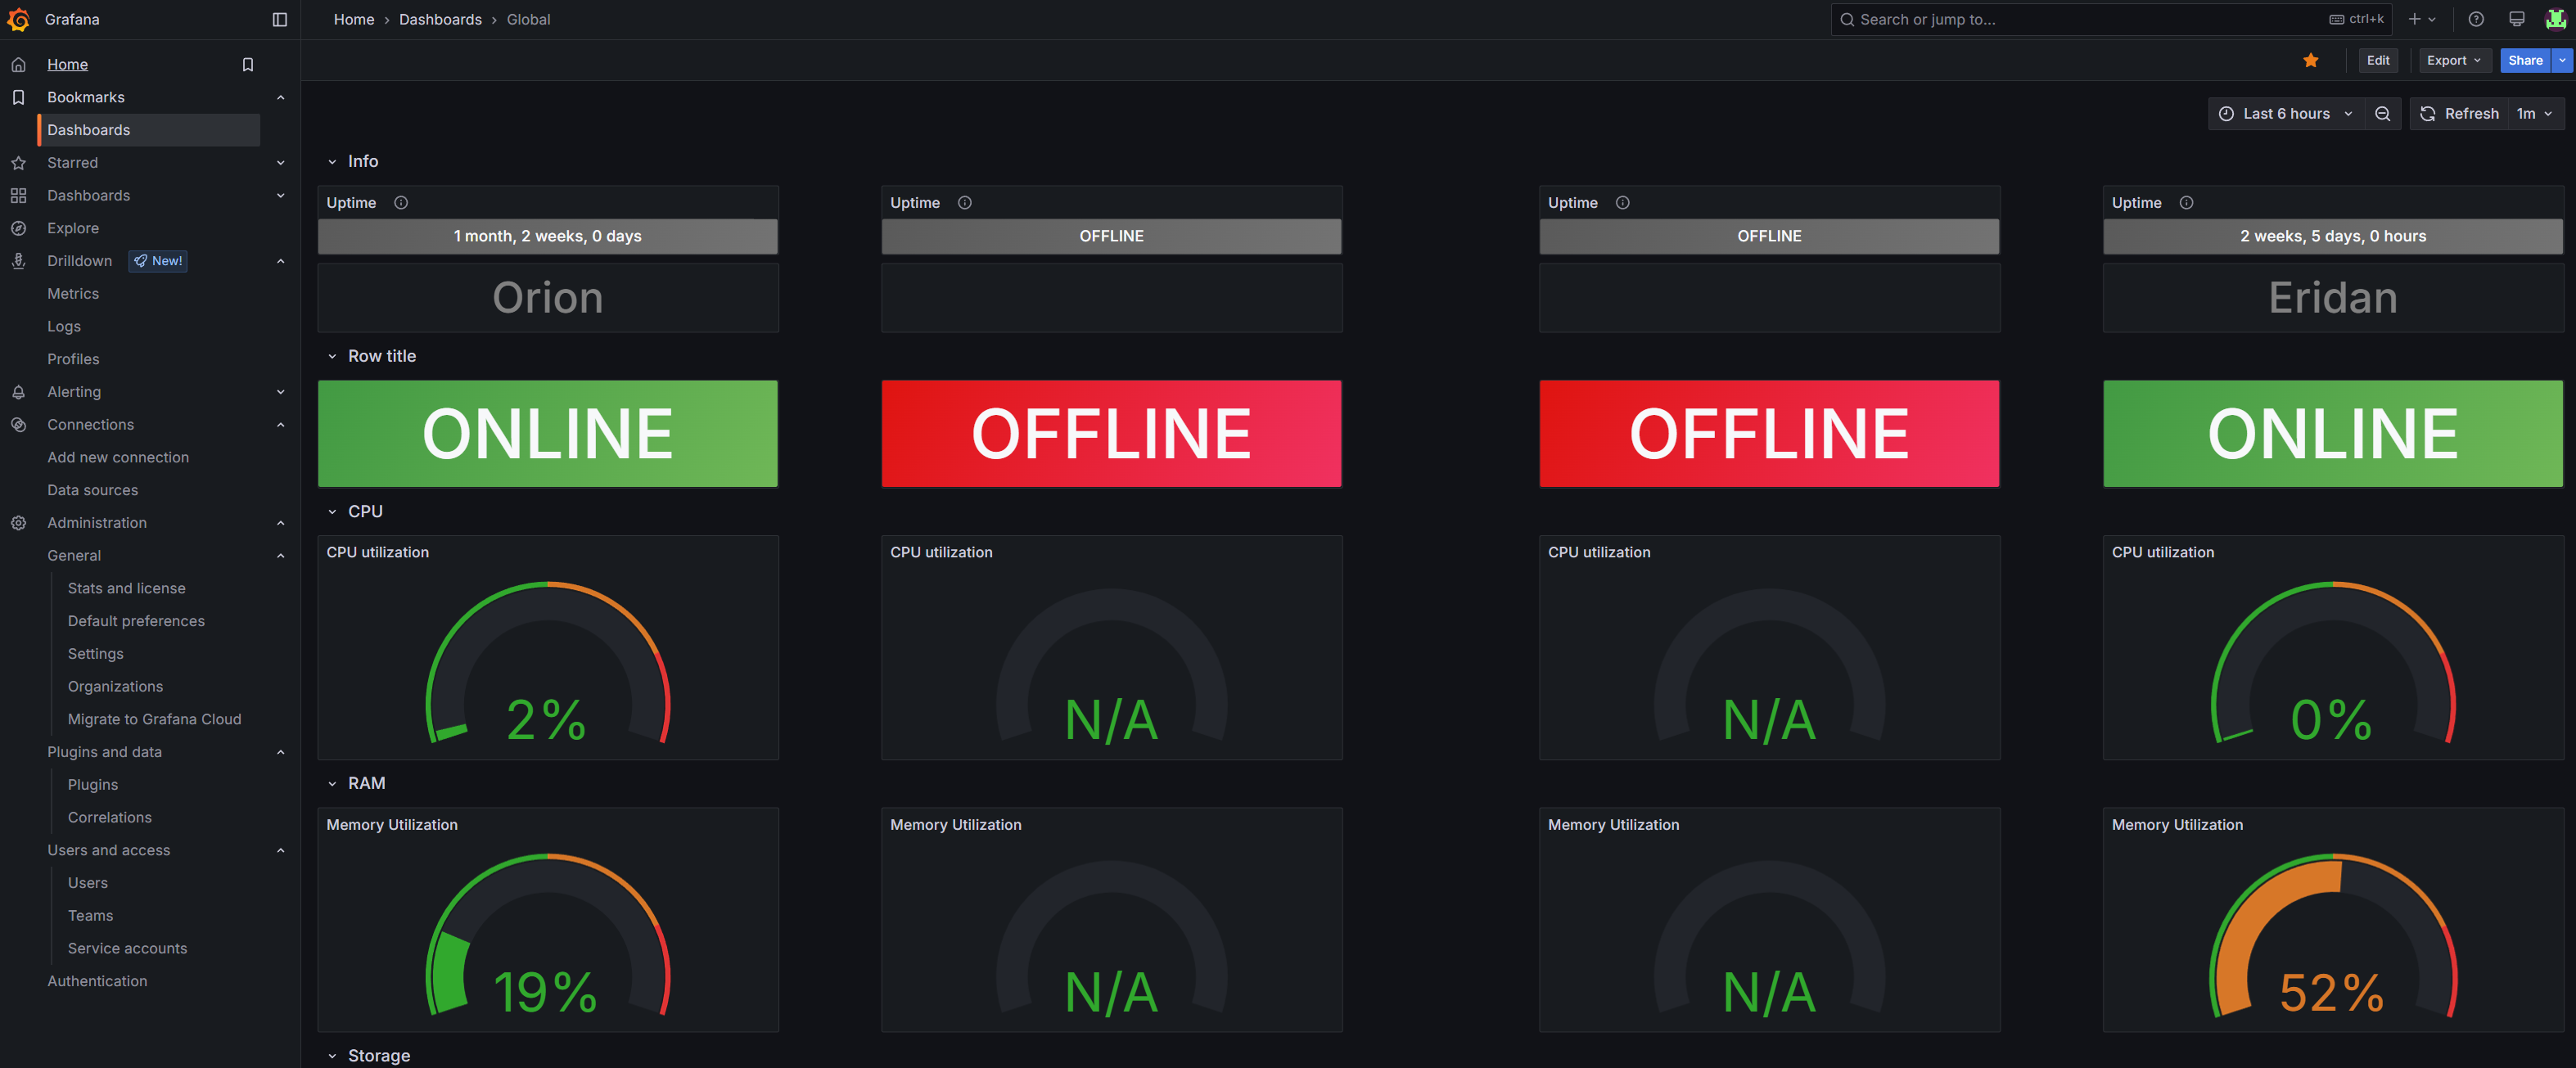 Grafana
Home › Dashboards › Global
Search or jump to...
ctrl+k
Home
Bookmarks
Dashboards
Starred
Dashboards
Explore
Drilldown New!
Metrics
Logs
Profiles
Alerting
Connections
Add new connection
Data sources
Administration
General
Stats and license
Default preferences
Settings
Organizations
Migrate to Grafana Cloud
Plugins and data
Plugins
Correlations
Users and access
Users
Teams
Service accounts
Authentication
Edit
Export
Share
Last 6 hours
Refresh
1m
Info
Uptime
Uptime
Uptime
Uptime
1 month, 2 weeks, 0 days
OFFLINE
OFFLINE
2 weeks, 5 days, 0 hours
Orion
Eridan
Row title
ONLINE
OFFLINE
OFFLINE
ONLINE
CPU
CPU utilization
CPU utilization
CPU utilization
CPU utilization
2%
N/A
N/A
0%
RAM
Memory Utilization
Memory Utilization
Memory Utilization
Memory Utilization
19%
N/A
N/A
52%
Storage